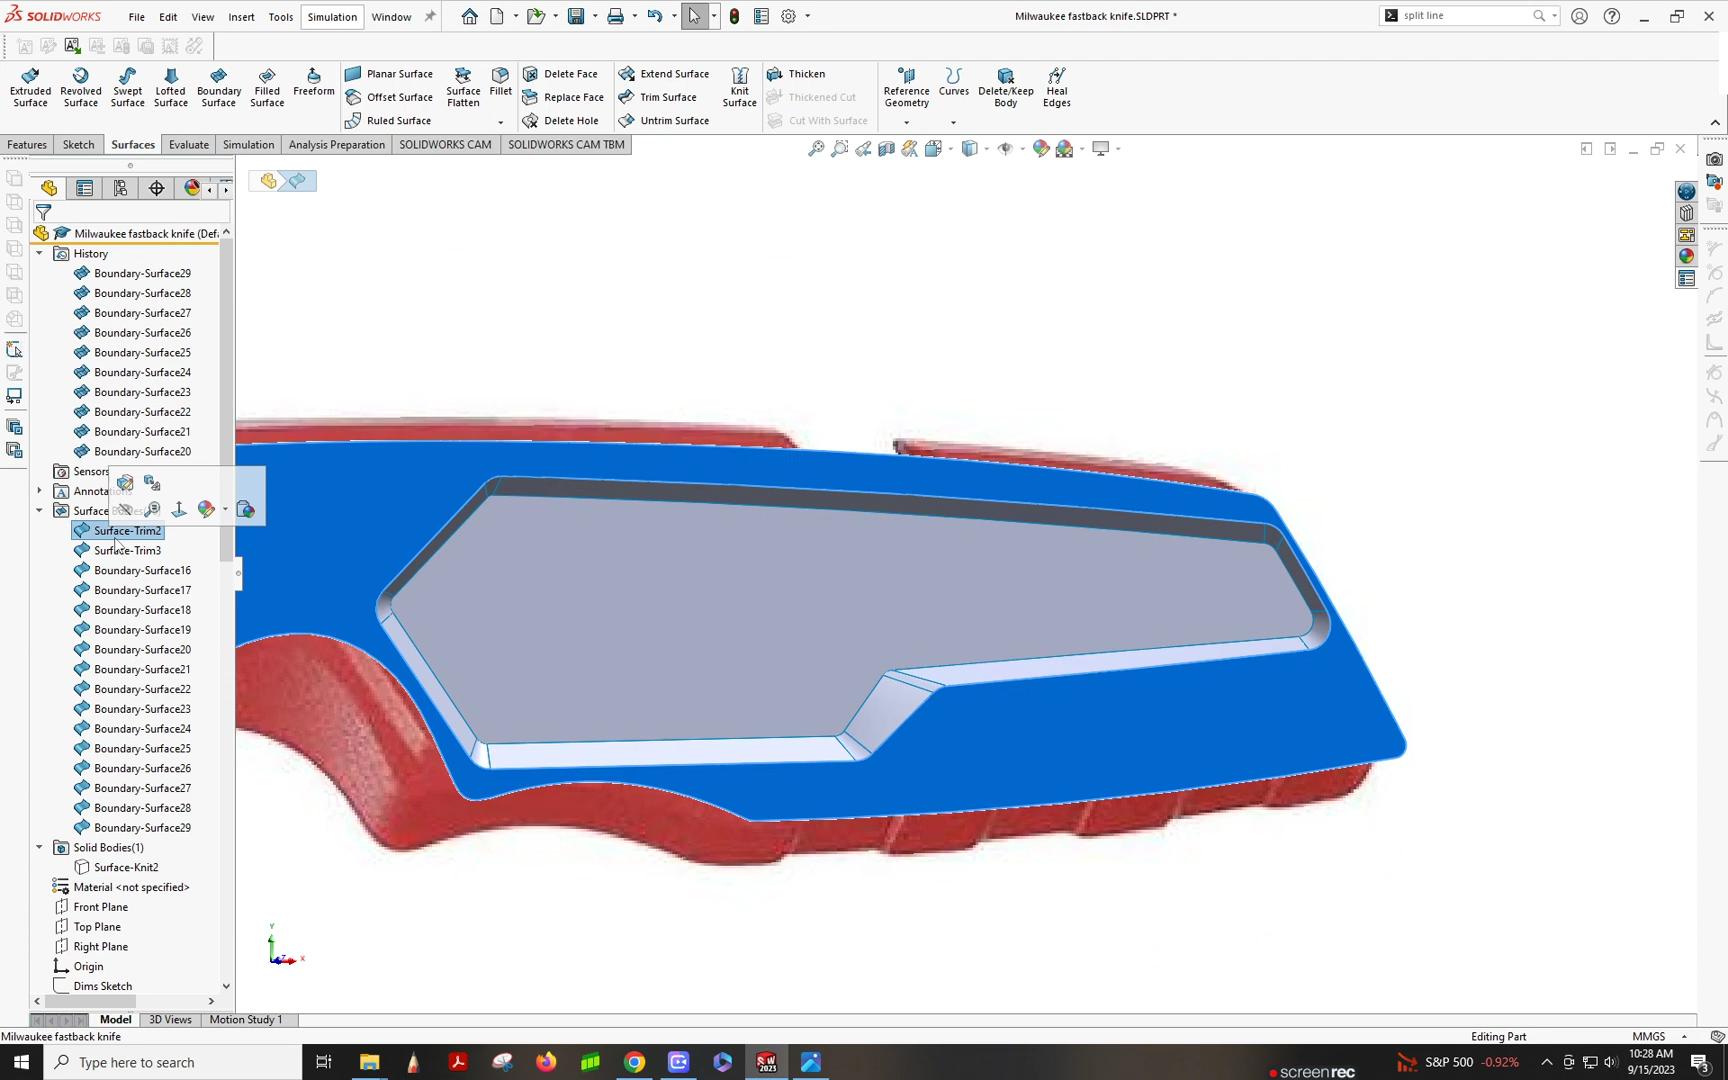 SOLIDWORKS File Edit View Insert Tools Simulation Window Milwaukee fastback knife.SLDPRT * split line
Extruded Surface Revolved Surface Swept Surface Lofted Surface Boundary Surface Filled Surface Freeform
Planar Surface
Offset Surface
Ruled Surface
Surface Flatten Fillet
Delete Face
Replace Face
Delete Hole
Extend Surface
Trim Surface
Untrim Surface
Knit Surface
Thicken
Thickened Cut
Cut With Surface
Reference Geometry Curves Delete/Keep Body Heal Edges
Features Sketch Surfaces Evaluate Simulation Analysis Preparation SOLIDWORKS CAM SOLIDWORKS CAM TBM
Milwaukee fastback knife (Defa
History
Boundary-Surface29
Boundary-Surface28
Boundary-Surface27
Boundary-Surface26
Boundary-Surface25
Boundary-Surface24
Boundary-Surface23
Boundary-Surface22
Boundary-Surface21
Boundary-Surface20
Sensors
Annotations
Surface
Surface-Trim2
Surface-Trim3
Boundary-Surface16
Boundary-Surface17
Boundary-Surface18
Boundary-Surface19
Boundary-Surface20
Boundary-Surface21
Boundary-Surface22
Boundary-Surface23
Boundary-Surface24
Boundary-Surface25
Boundary-Surface26
Boundary-Surface27
Boundary-Surface28
Boundary-Surface29
Solid Bodies(1)
Surface-Knit2
Material <not specified>
Front Plane
Top Plane
Right Plane
Origin
Dims Sketch
Y
Z
X
Model 3D Views Motion Study 1
Milwaukee fastback knife Editing Part MMGS
Type here to search
SW 2023
screenrec
S&P 500 -0.92%
10:28 AM
9/15/2023
3